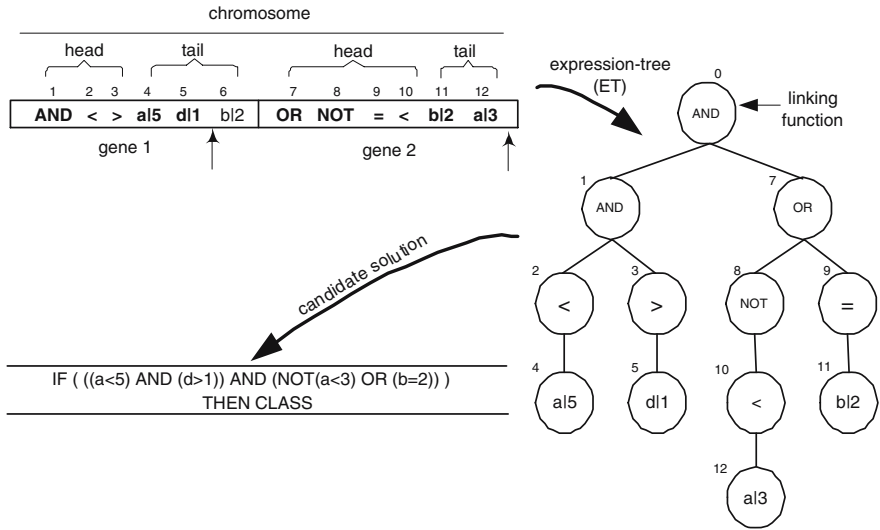 chromosome
head tail head tail
1 2 3 4 5 6 7 8 9 10 11 12
AND < > a|5 d|1 b|2 OR NOT = < b|2 a|3
gene 1 gene 2
expression-tree
(ET)
0
AND
linking
function
1 7
AND OR
2 3 8 9
< > NOT =
4 5 10 11
a|5 d|1 < b|2
12
a|3
candidate solution
IF ( ((a<5) AND (d>1)) AND (NOT(a<3) OR (b=2)) )
THEN CLASS